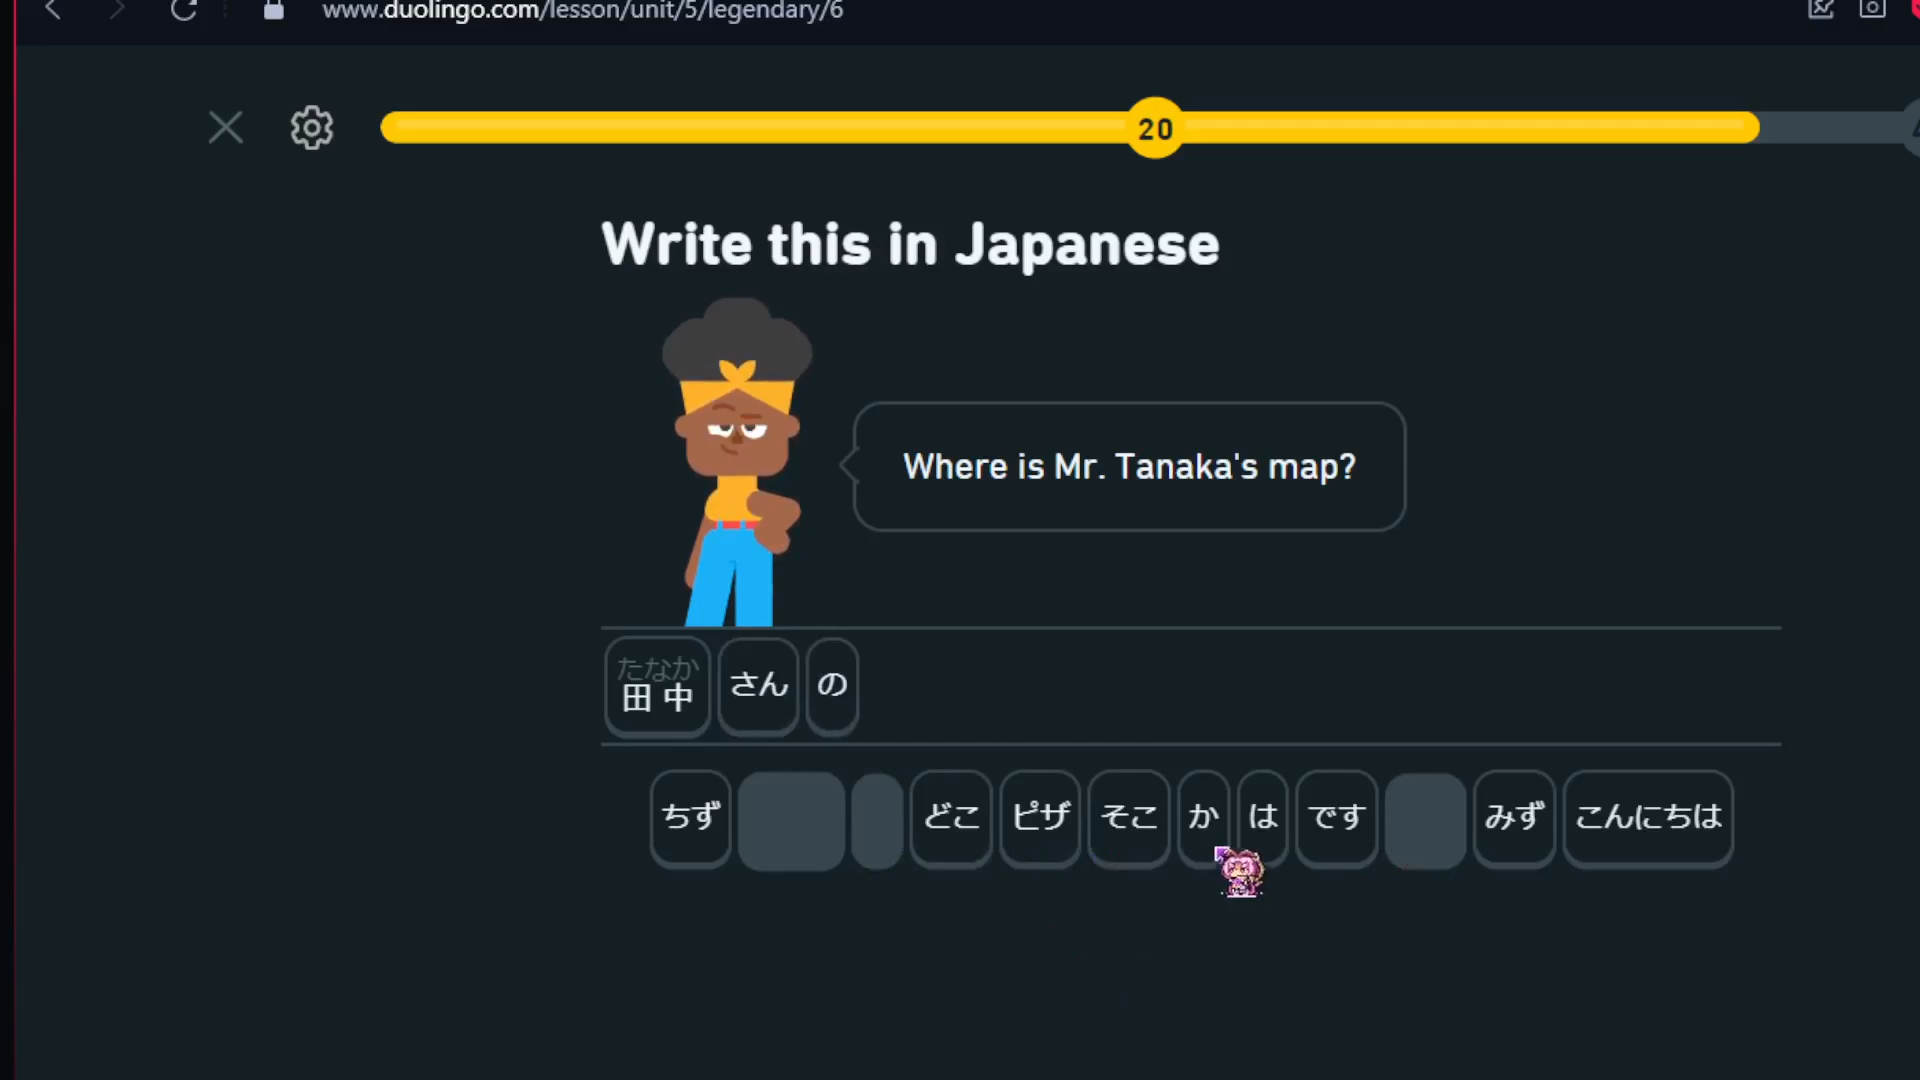 www.duolingo.com/lesson/unit/5/legendary/6
20
Write this in Japanese
Where is Mr. Tanaka's map?
たなか
田中 さん の
ちず どこ ピザ そこ か は です みず こんにちは